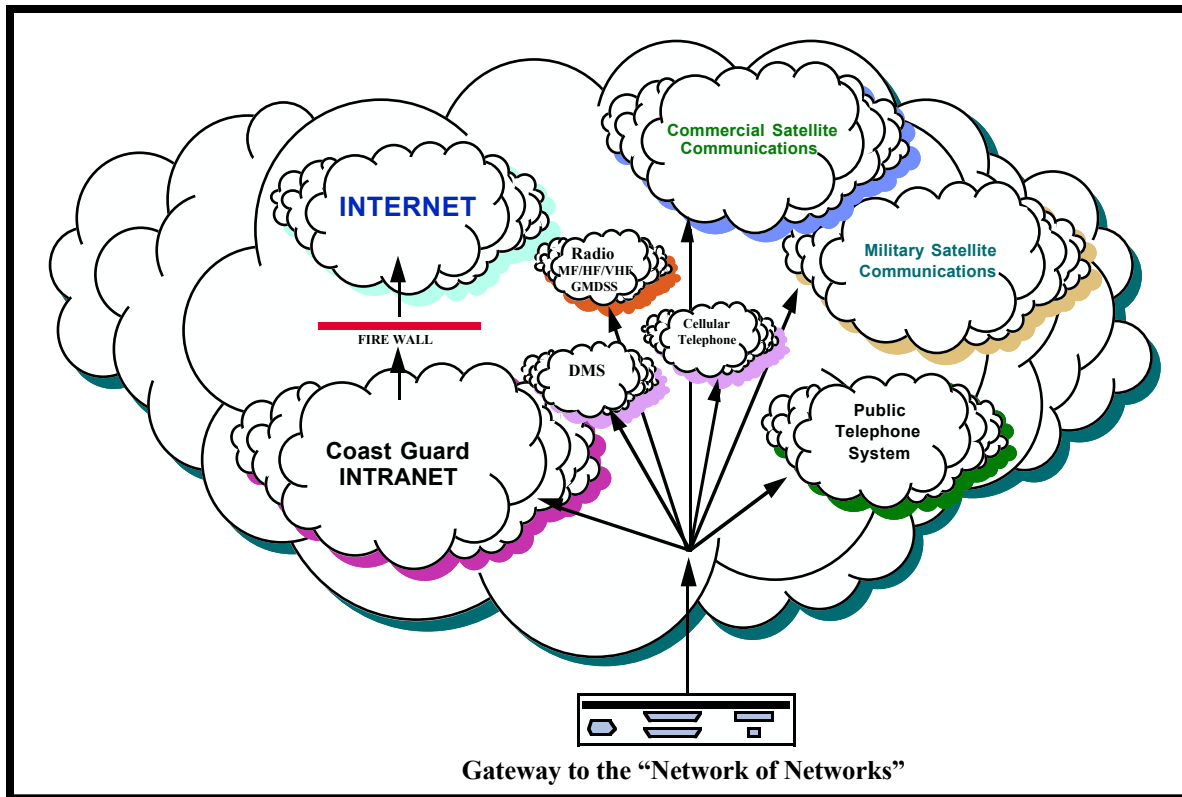 Commercial Satellite
Communications
INTERNET
Radio
MF/HF/VHF
GMDSS
Military Satellite
Communications
Cellular
Telephone
FIRE WALL
DMS
Public
Telephone
System
Coast Guard
INTRANET
Gateway to the “Network of Networks”